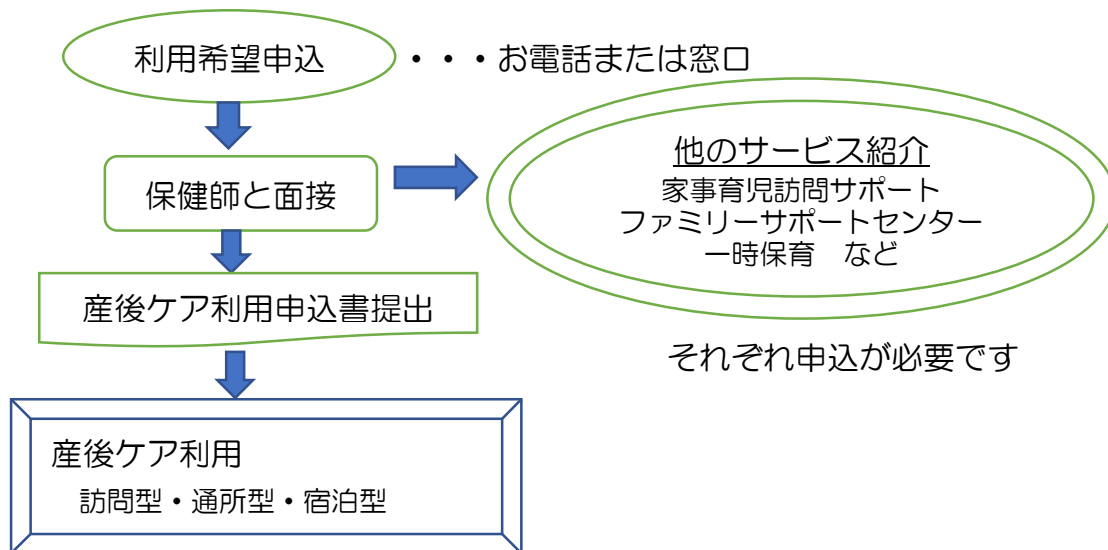 利用希望申込 ・・・お電話または窓口
保健師と面接
他のサービス紹介
家事育児訪問サポート
ファミリーサポートセンター
一時保育　など
産後ケア利用申込書提出
それぞれ申込が必要です
産後ケア利用
訪問型・通所型・宿泊型